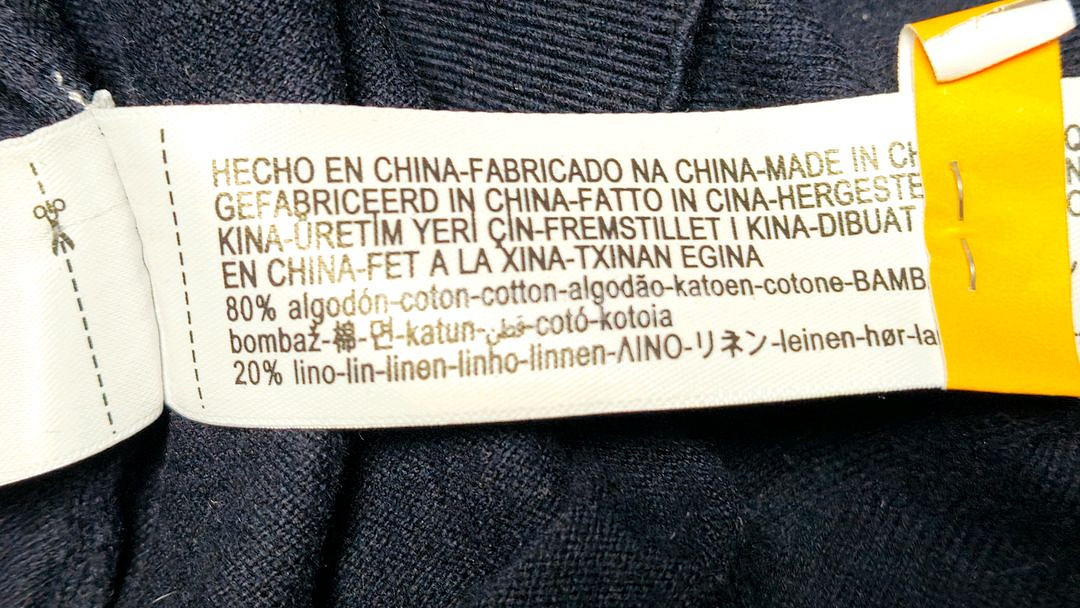 HECHO EN CHINA-FABRICADO NA CHINA-MADE IN CH
GEFABRICEERD IN CHINA-FATTO IN CINA-HERGESTE
KINA-ÜRETİM YERİ ÇİN-FREMSTILLET I KINA-DIBUAT
EN CHINA-FET A LA XINA-TXINAN EGINA
80% algodón-coton-cotton-algodão-katoen-cotone-BAMB
bombaž-棉-면-katun-قطن-cotó-kotoia
20% lino-lin-linen-linho-linnen-ΛΙΝΟ-リネン-leinen-hør-la